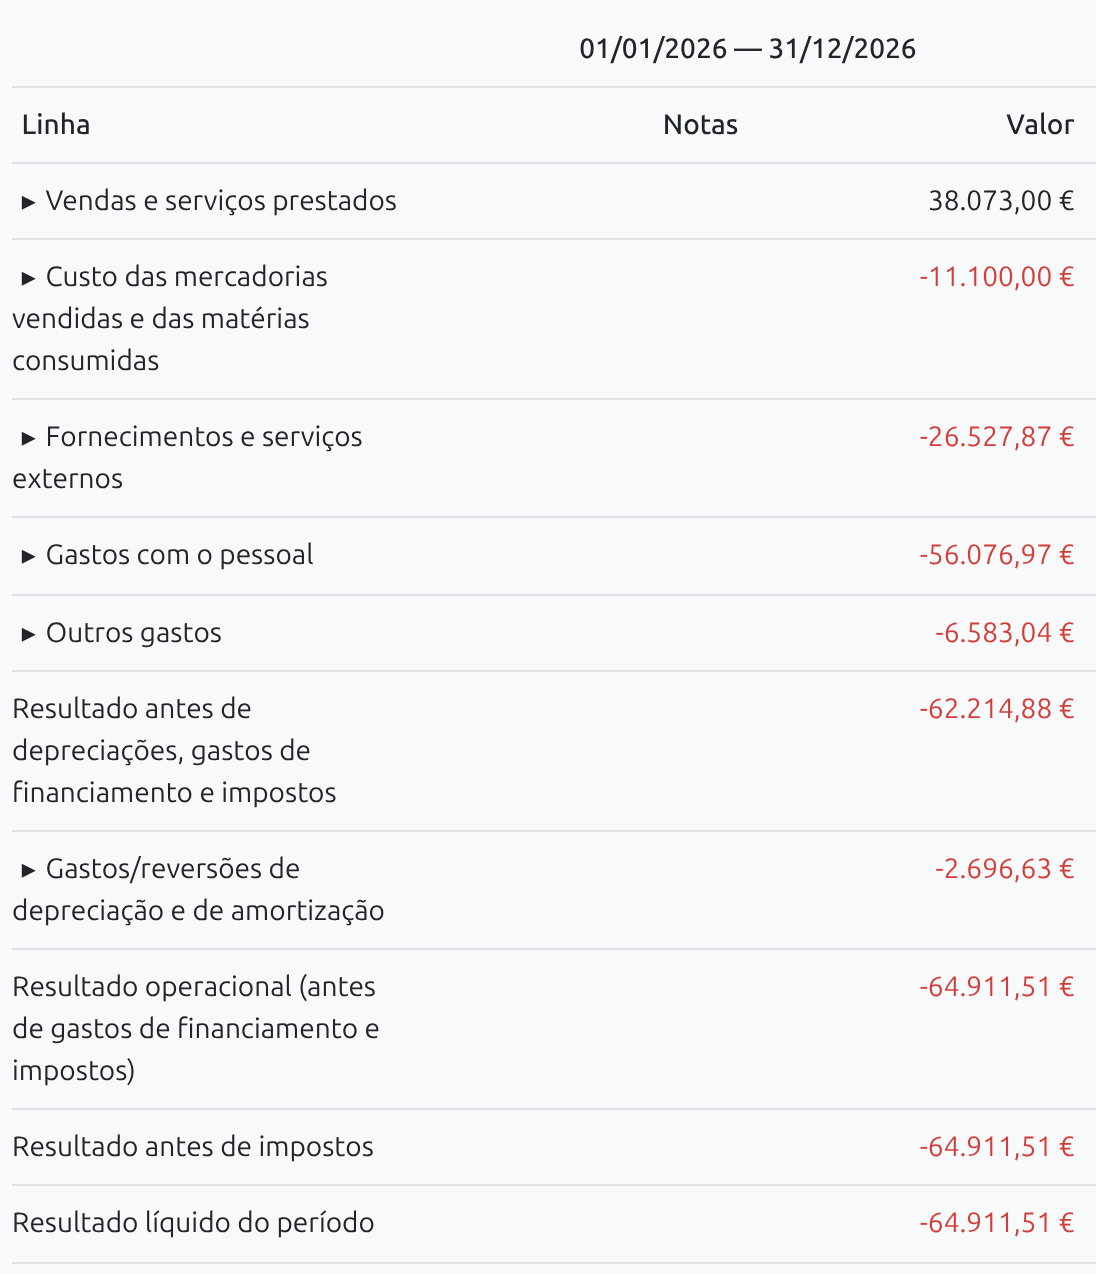 01/01/2026 — 31/12/2026
Linha Notas Valor
► Vendas e serviços prestados 38.073,00 €
► Custo das mercadorias -11.100,00 €
vendidas e das matérias
consumidas
► Fornecimentos e serviços -26.527,87 €
externos
► Gastos com o pessoal -56.076,97 €
► Outros gastos -6.583,04 €
Resultado antes de -62.214,88 €
depreciações, gastos de
financiamento e impostos
► Gastos/reversões de -2.696,63 €
depreciação e de amortização
Resultado operacional (antes -64.911,51 €
de gastos de financiamento e
impostos)
Resultado antes de impostos -64.911,51 €
Resultado líquido do período -64.911,51 €